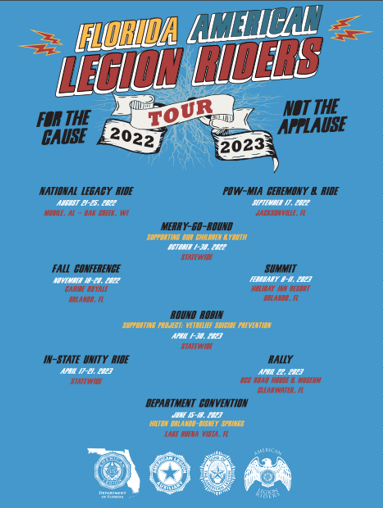 FLORIDA AMERICAN
LEGION RIDERS
FOR THE CAUSE
TOUR
NOT THE APPLAUSE
2022
2023
NATIONAL LEGACY RIDE
AUGUST 21-25, 2022
MOBILE, AL - OAK CREEK, WI
POW-MIA CEREMONY & RIDE
SEPTEMBER 17, 2022
JACKSONVILLE, FL
MERRY-GO-ROUND
SUPPORTING OUR CHILDREN & YOUTH
OCTOBER 1-30, 2022
STATEWIDE
FALL CONFERENCE
NOVEMBER 18-20, 2022
CARIBE ROYALE
ORLANDO, FL
SUMMIT
FEBRUARY 9-11, 2023
HOLIDAY INN RESORT
ORLANDO, FL
ROUND ROBIN
SUPPORTING PROJECT: VETRELIEF SUICIDE PREVENTION
APRIL 1-30, 2023
STATEWIDE
IN-STATE UNITY RIDE
APRIL 17-21, 2023
STATEWIDE
RALLY
APRIL 22, 2023
OCC ROAD HOUSE & MUSEUM
CLEARWATER, FL
DEPARTMENT CONVENTION
JUNE 15-18, 2023
HILTON ORLANDO-DISNEY SPRINGS
LAKE BUENA VISTA, FL
DEPARTMENT
OF FLORIDA
AMERICAN
LEGION
RIDERS